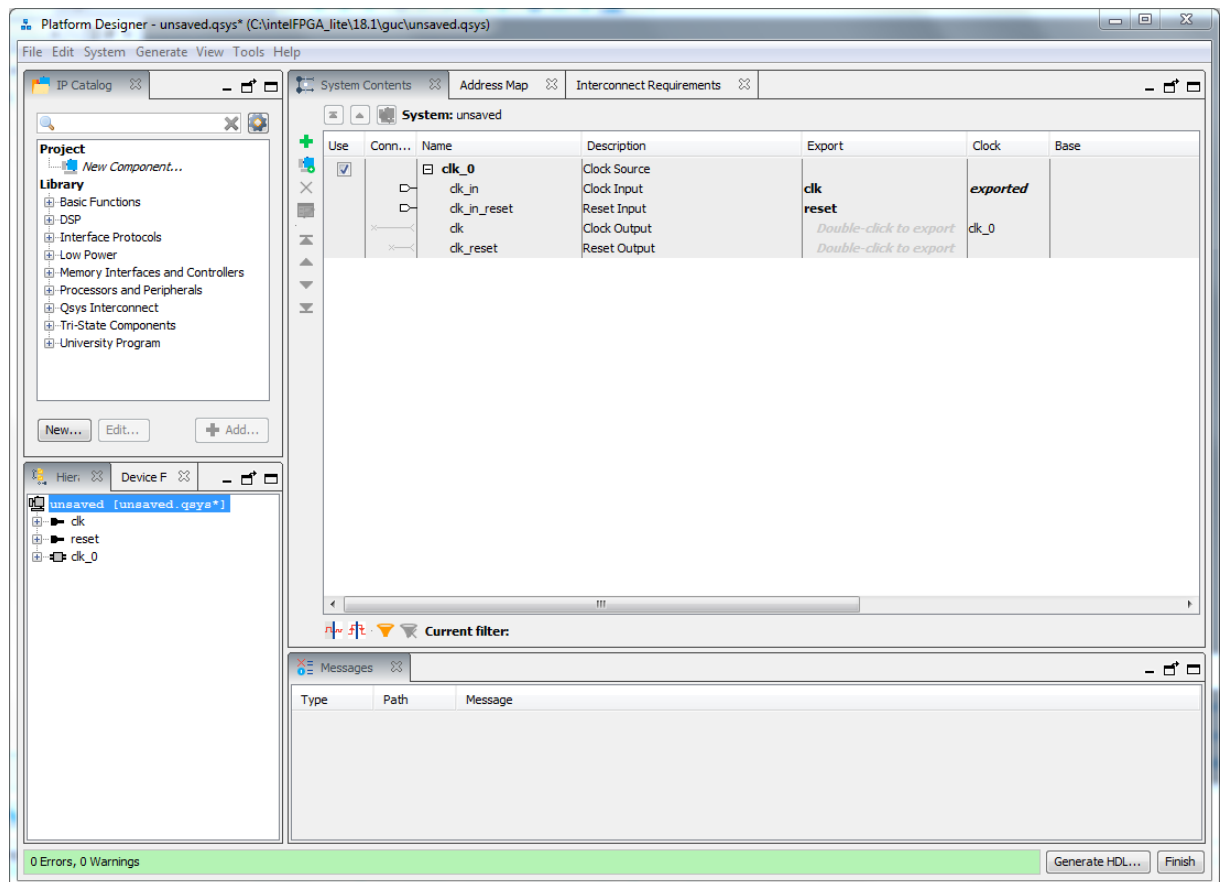 Platform Designer - unsaved.qsys* (C:\intelFPGA_lite\18.1\guc\unsaved.qsys)
File Edit System Generate View Tools Help
IP Catalog
Project
New Component...
Library
Basic Functions
DSP
Interface Protocols
Low Power
Memory Interfaces and Controllers
Processors and Peripherals
Qsys Interconnect
Tri-State Components
University Program
New... Edit... Add...
Hier. Device F
unsaved [unsaved.qsys*]
clk
reset
clk_0
System Contents Address Map Interconnect Requirements
System: unsaved
Use Conn... Name Description Export Clock Base
clk_0 Clock Source
clk_in Clock Input clk exported
clk_in_reset Reset Input reset
clk Clock Output Double-click to export clk_0
clk_reset Reset Output Double-click to export
Current filter:
Messages
Type Path Message
0 Errors, 0 Warnings
Generate HDL... Finish